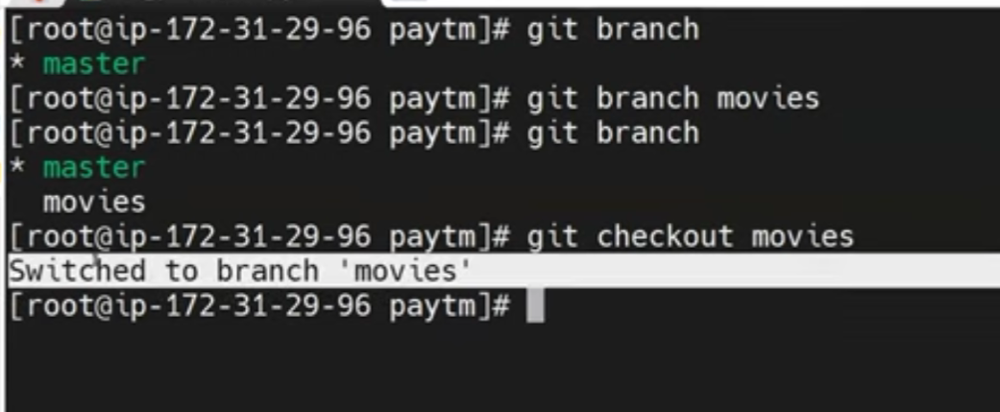 [root@ip-172-31-29-96 paytm]# git branch
* master
[root@ip-172-31-29-96 paytm]# git branch movies
[root@ip-172-31-29-96 paytm]# git branch
* master
  movies
[root@ip-172-31-29-96 paytm]# git checkout movies
Switched to branch 'movies'
[root@ip-172-31-29-96 paytm]#